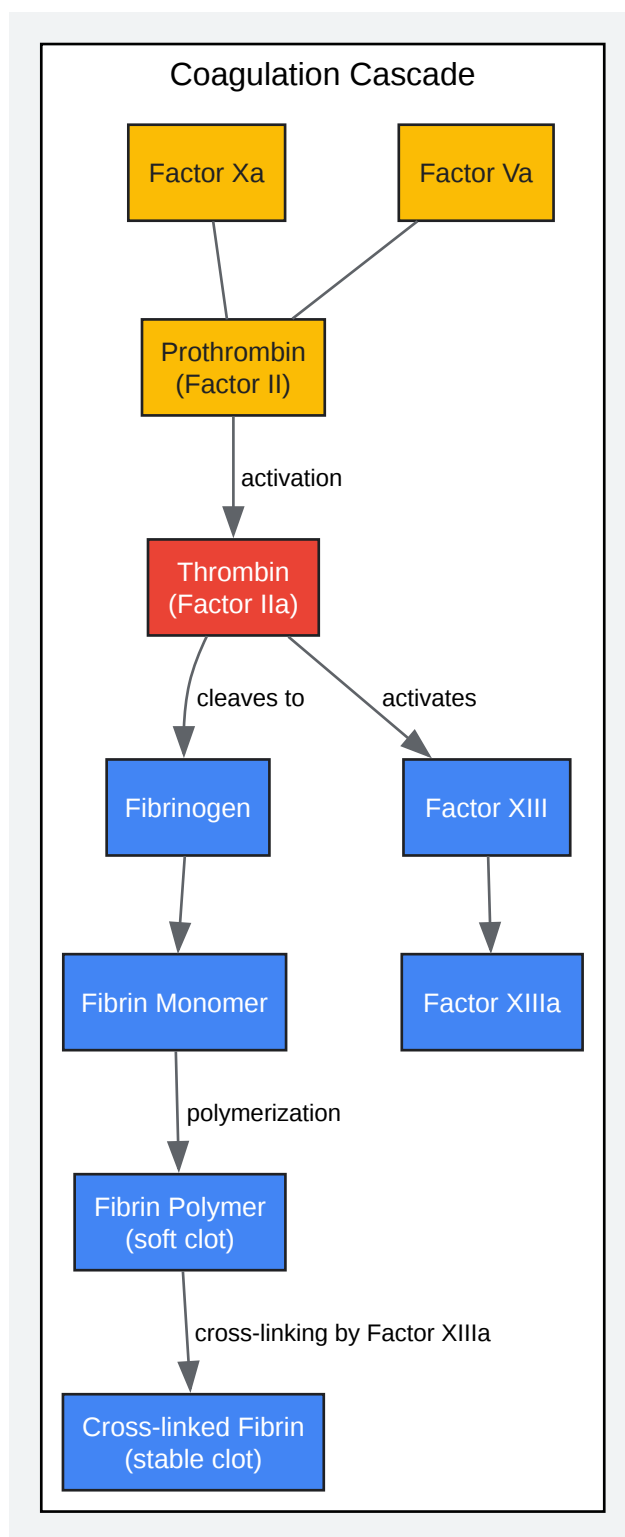 Coagulation Cascade
Factor Xa
Factor Va
Prothrombin
(Factor II)
activation
Thrombin
(Factor IIa)
cleaves to
activates
Fibrinogen
Factor XIII
Fibrin Monomer
Factor XIIIa
polymerization
Fibrin Polymer
(soft clot)
cross-linking by Factor XIIIa
Cross-linked Fibrin
(stable clot)